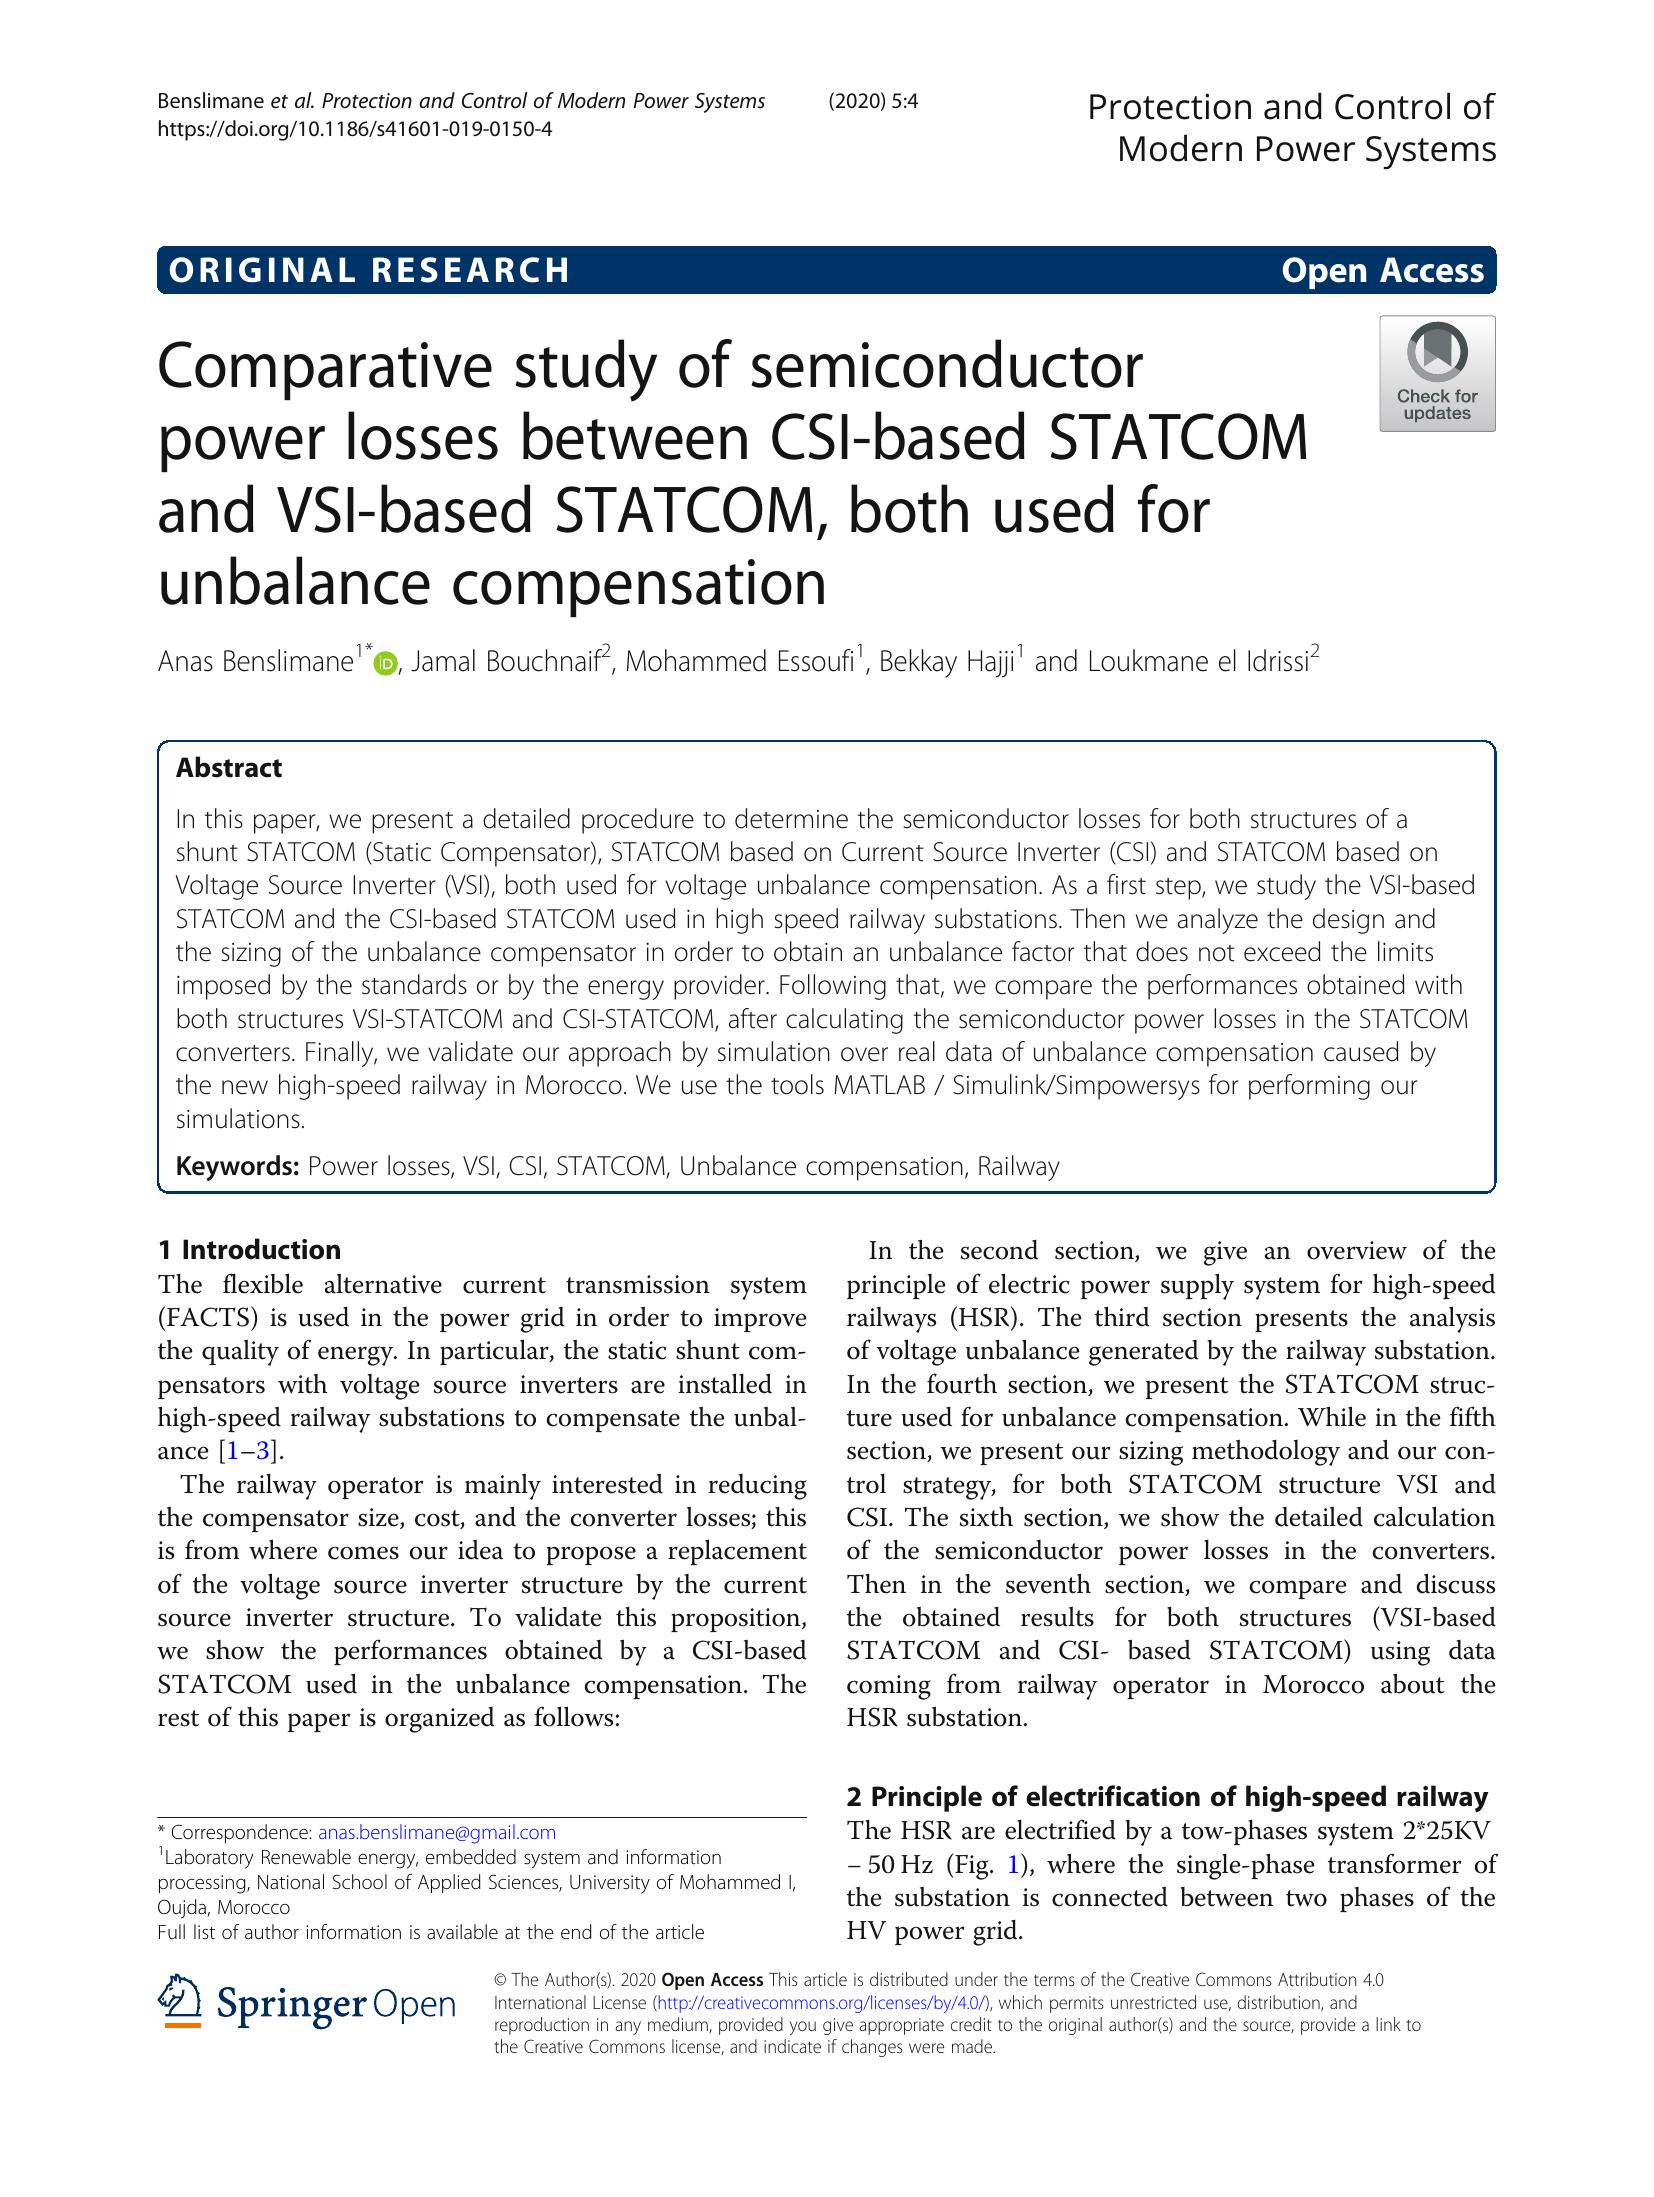 Benslimane et al. Protection and Control of Modern Power Systems (2020) 5:4
https://doi.org/10.1186/s41601-019-0150-4
Protection and Control of
Modern Power Systems
ORIGINAL RESEARCH Open Access
Check for
updates
Comparative study of semiconductor
power losses between CSI-based STATCOM
and VSI-based STATCOM, both used for
unbalance compensation
Anas Benslimane1* iD, Jamal Bouchnaif2, Mohammed Essoufi1, Bekkay Hajji1 and Loukmane el Idrissi2
Abstract
In this paper, we present a detailed procedure to determine the semiconductor losses for both structures of a
shunt STATCOM (Static Compensator), STATCOM based on Current Source Inverter (CSI) and STATCOM based on
Voltage Source Inverter (VSI), both used for voltage unbalance compensation. As a first step, we study the VSI-based
STATCOM and the CSI-based STATCOM used in high speed railway substations. Then we analyze the design and
the sizing of the unbalance compensator in order to obtain an unbalance factor that does not exceed the limits
imposed by the standards or by the energy provider. Following that, we compare the performances obtained with
both structures VSI-STATCOM and CSI-STATCOM, after calculating the semiconductor power losses in the STATCOM
converters. Finally, we validate our approach by simulation over real data of unbalance compensation caused by
the new high-speed railway in Morocco. We use the tools MATLAB / Simulink/Simpowersys for performing our
simulations.
Keywords: Power losses, VSI, CSI, STATCOM, Unbalance compensation, Railway
1 Introduction
The flexible alternative current transmission system
(FACTS) is used in the power grid in order to improve
the quality of energy. In particular, the static shunt com-
pensators with voltage source inverters are installed in
high-speed railway substations to compensate the unbal-
ance [1–3].
The railway operator is mainly interested in reducing
the compensator size, cost, and the converter losses; this
is from where comes our idea to propose a replacement
of the voltage source inverter structure by the current
source inverter structure. To validate this proposition,
we show the performances obtained by a CSI-based
STATCOM used in the unbalance compensation. The
rest of this paper is organized as follows:
In the second section, we give an overview of the
principle of electric power supply system for high-speed
railways (HSR). The third section presents the analysis
of voltage unbalance generated by the railway substation.
In the fourth section, we present the STATCOM struc-
ture used for unbalance compensation. While in the fifth
section, we present our sizing methodology and our con-
trol strategy, for both STATCOM structure VSI and
CSI. The sixth section, we show the detailed calculation
of the semiconductor power losses in the converters.
Then in the seventh section, we compare and discuss
the obtained results for both structures (VSI-based
STATCOM and CSI- based STATCOM) using data
coming from railway operator in Morocco about the
HSR substation.
2 Principle of electrification of high-speed railway
The HSR are electrified by a tow-phases system 2*25KV
– 50 Hz (Fig. 1), where the single-phase transformer of
the substation is connected between two phases of the
HV power grid.
* Correspondence: anas.benslimane@gmail.com
1Laboratory Renewable energy, embedded system and information
processing, National School of Applied Sciences, University of Mohammed I,
Oujda, Morocco
Full list of author information is available at the end of the article
Springer Open
© The Author(s). 2020 Open Access This article is distributed under the terms of the Creative Commons Attribution 4.0
International License (http://creativecommons.org/licenses/by/4.0/), which permits unrestricted use, distribution, and
reproduction in any medium, provided you give appropriate credit to the original author(s) and the source, provide a link to
the Creative Commons license, and indicate if changes were made.